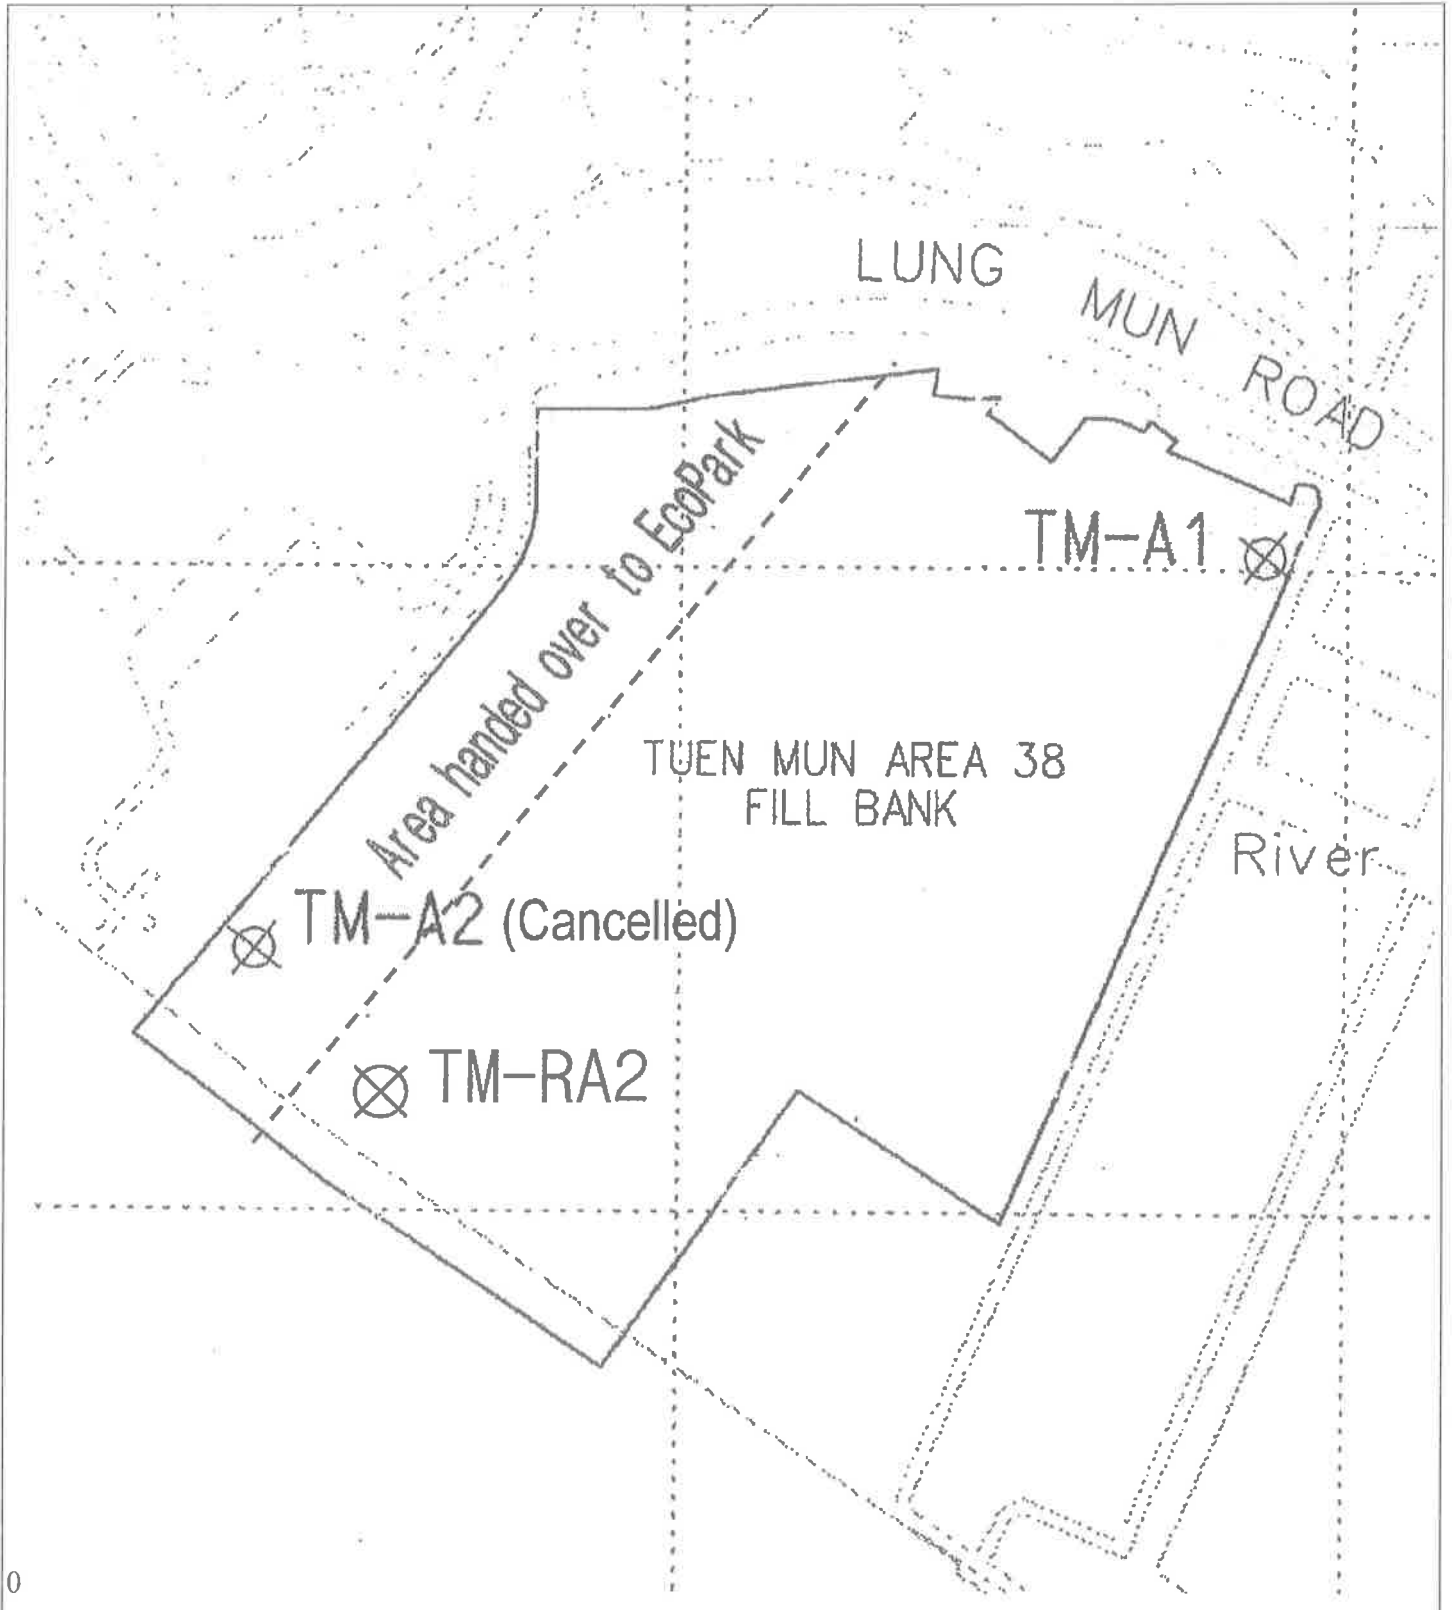 LUNG MUN ROAD
Area handed over to EcoPark
TM-A1
TUEN MUN AREA 38
FILL BANK
River
TM-A2 (Cancelled)
TM-RA2
0